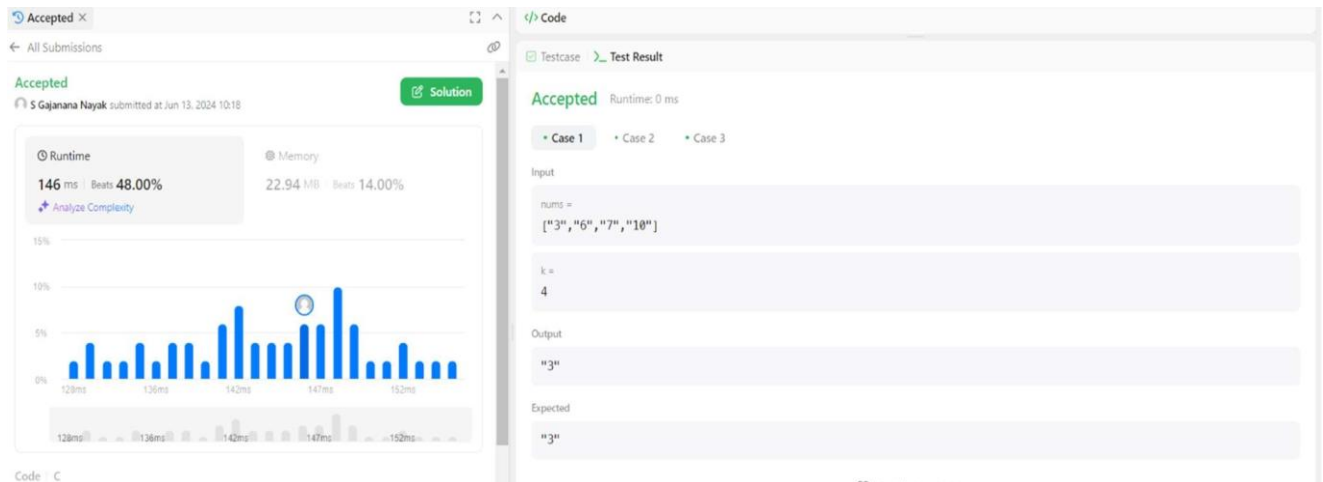 Accepted ×
← All Submissions
Accepted
S Gajanana Nayak submitted at Jun 13, 2024 10:18
Solution
Runtime
146 ms | Beats 48.00%
Analyze Complexity
Memory
22.94 MB | Beats 14.00%
15%
10%
5%
0%
128ms 136ms 142ms 147ms 152ms
128ms 136ms 142ms 147ms 152ms
Code | C
</> Code
Testcase >_ Test Result
Accepted Runtime: 0 ms
• Case 1 • Case 2 • Case 3
Input
nums =
["3","6","7","10"]
k =
4
Output
"3"
Expected
"3"